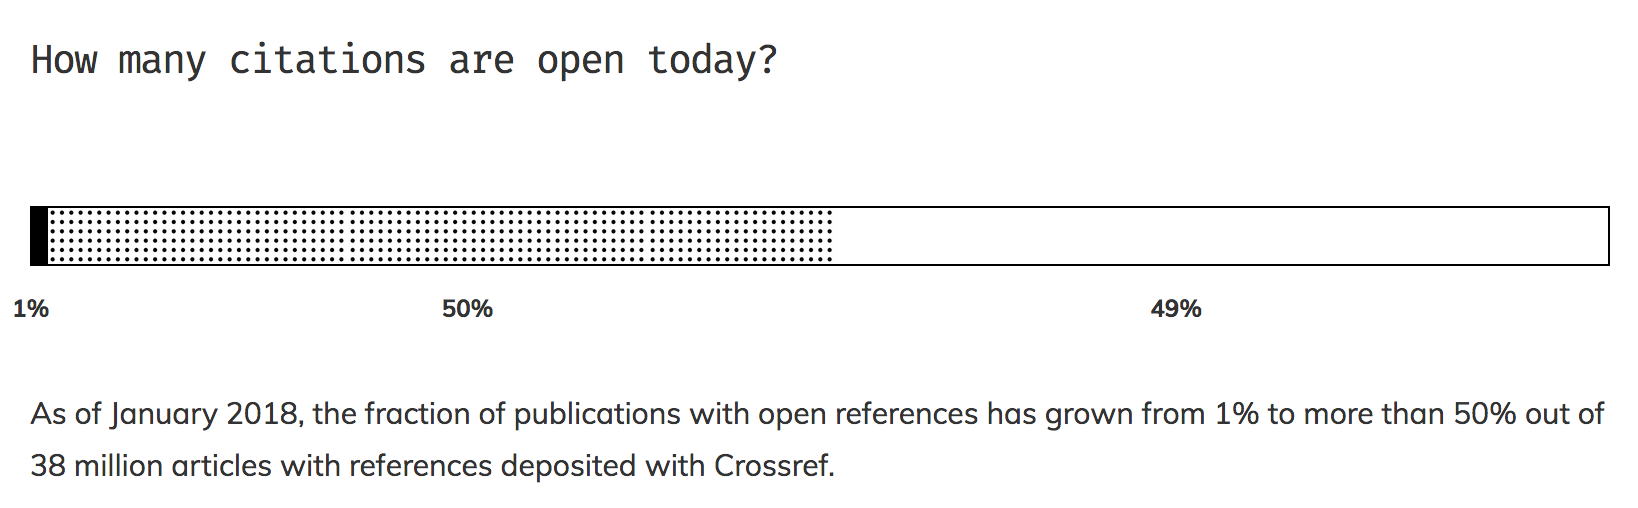 How many citations are open today?
1% 50% 49%
As of January 2018, the fraction of publications with open references has grown from 1% to more than 50% out of
38 million articles with references deposited with Crossref.